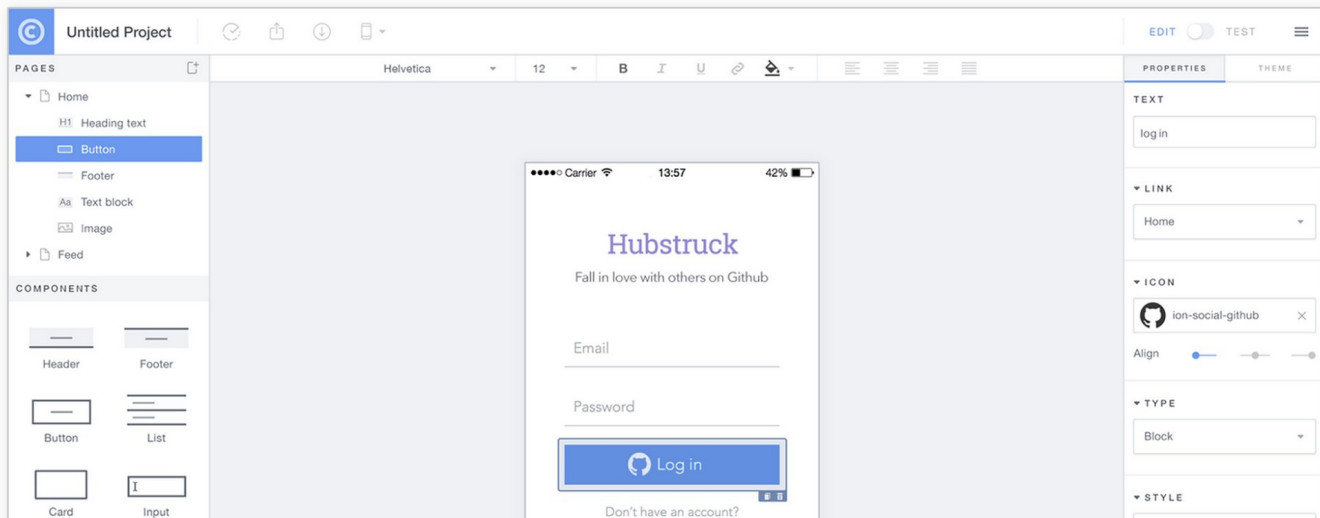 © Untitled Project
EDIT TEST
PAGES
Helvetica 12 B I U
PROPERTIES THEME
Home
H1 Heading text
Button
Footer
Aa Text block
Image
Feed
COMPONENTS
Header Footer
Button List
Card Input
Carrier 13:57 42%
Hubstruck
Fall in love with others on Github
Email
Password
Log in
Don't have an account?
TEXT
log in
LINK
Home
ICON
ion-social-github
Align
TYPE
Block
STYLE